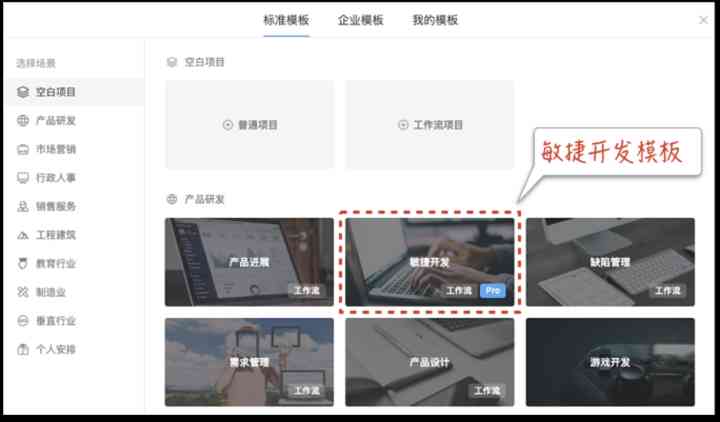 标准模板 企业模板 我的模板
选择场景
空白项目
产品研发
市场营销
行政人事
销售服务
工程建筑
教育行业
制造业
垂直行业
个人安排
空白项目
普通项目
工作流项目
敏捷开发模板
产品研发
产品进展
工作流
敏捷开发
工作流 Pro
缺陷管理
工作流
需求管理
工作流
产品设计
工作流
游戏开发